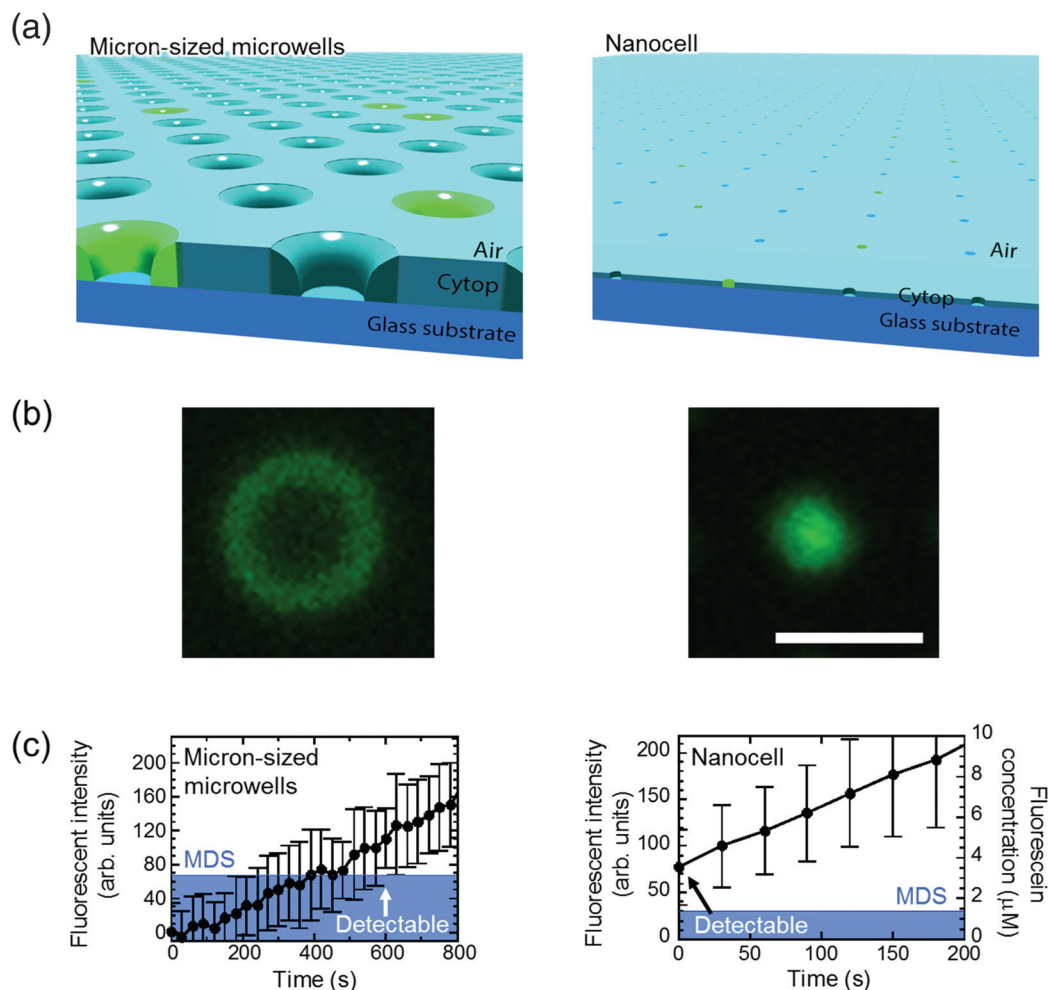 (a)
Micron-sized microwells
Nanocell
Air
Cytop
Glass substrate
Air
Cytop
Glass substrate
(b)
(c)
Fluorescent intensity
(arb. units)
200
160
120
80
40
0
Micron-sized
microwells
MDS
Detectable
0
200
400
600
800
Time (s)
Fluorescent intensity
(arb. units)
200
150
100
50
0
Nanocell
MDS
Detectable
0
50
100
150
200
Time (s)
10
8
6
4
2
0
Fluorescein
concentration (μM)